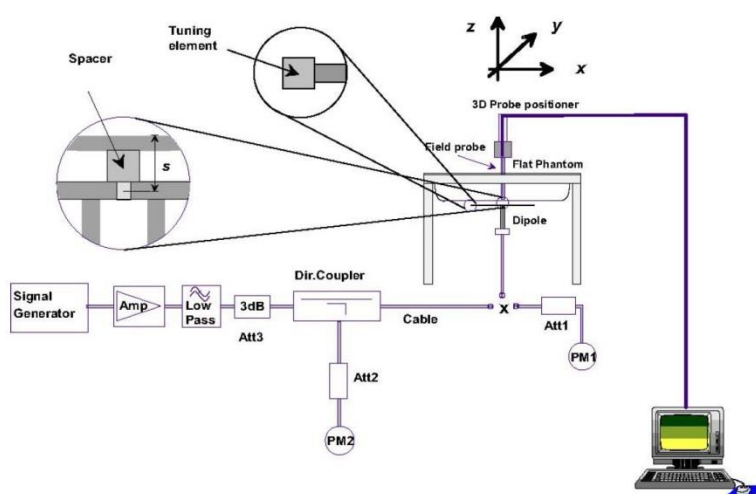 Tuning
element
Spacer
s
z
y
x
3D Probe positioner
Field probe
Flat Phantom
Dipole
Dir.Coupler
Signal
Generator
Amp
Low
Pass
3dB
Att3
Cable
x
Att1
PM1
Att2
PM2